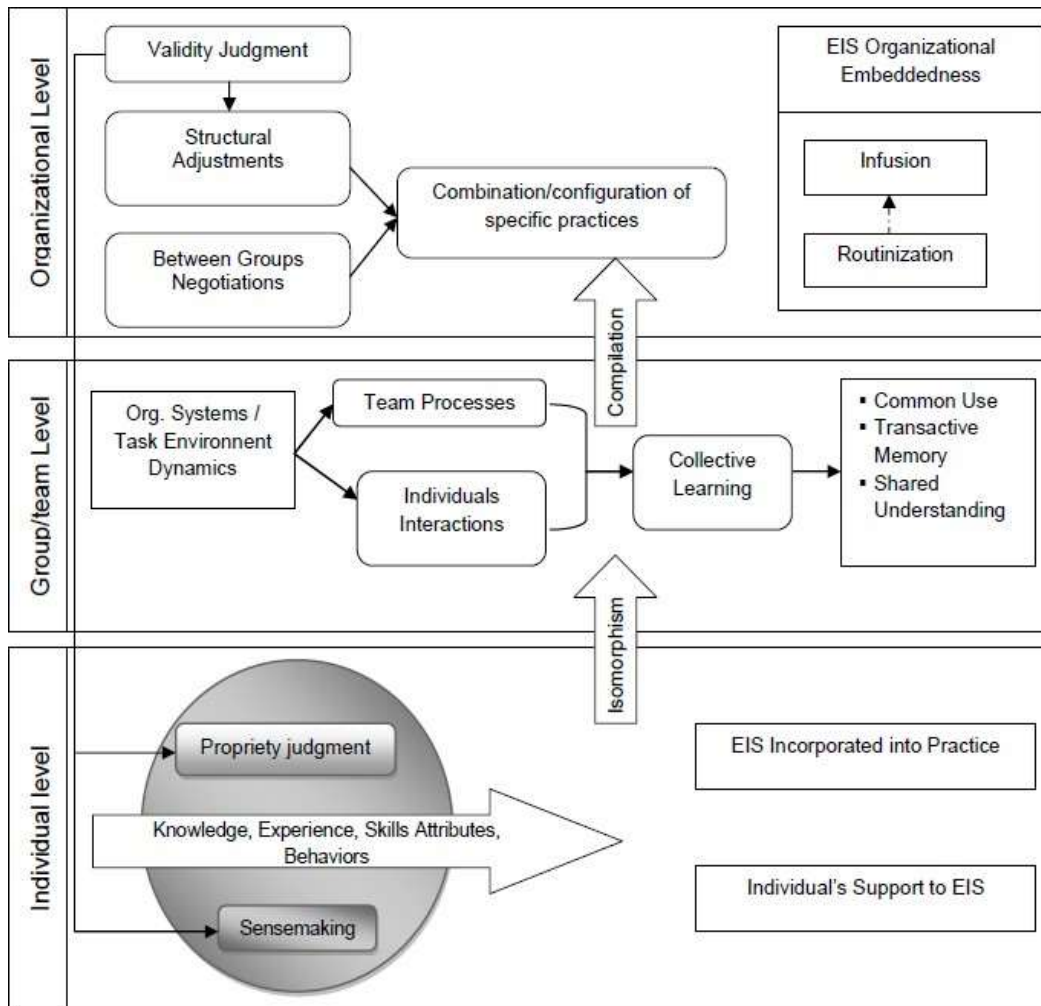 Organizational Level
Validity Judgment
Structural
Adjustments
Between Groups
Negotiations
Combination/configuration of
specific practices
EIS Organizational
Embeddedness
Infusion
Routinization
Compilation
Group/team Level
Org. Systems /
Task Environment
Dynamics
Team Processes
Individuals
Interactions
Collective
Learning
▪ Common Use
▪ Transactive
Memory
▪ Shared
Understanding
Isomorphism
Individual level
Propriety judgment
Knowledge, Experience, Skills Attributes,
Behaviors
Sensemaking
EIS Incorporated into Practice
Individual's Support to EIS